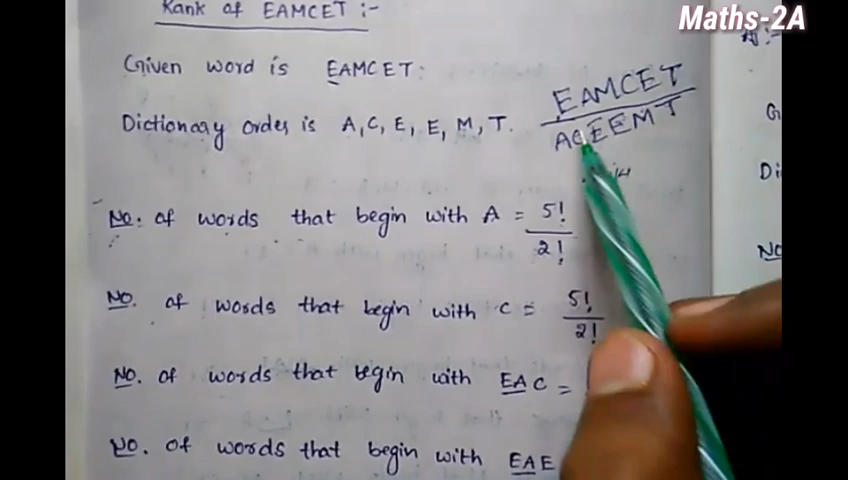 Maths-2A
Rank of EAMCET :-
Given word is EAMCET:
EAMCET
Dictionary order is A, C, E, E, M, T.
ACEEMT
No. of words that begin with A = 5!/2!
No. of words that begin with C = 5!/2!
No. of words that begin with EAC =
No. of words that begin with EAE